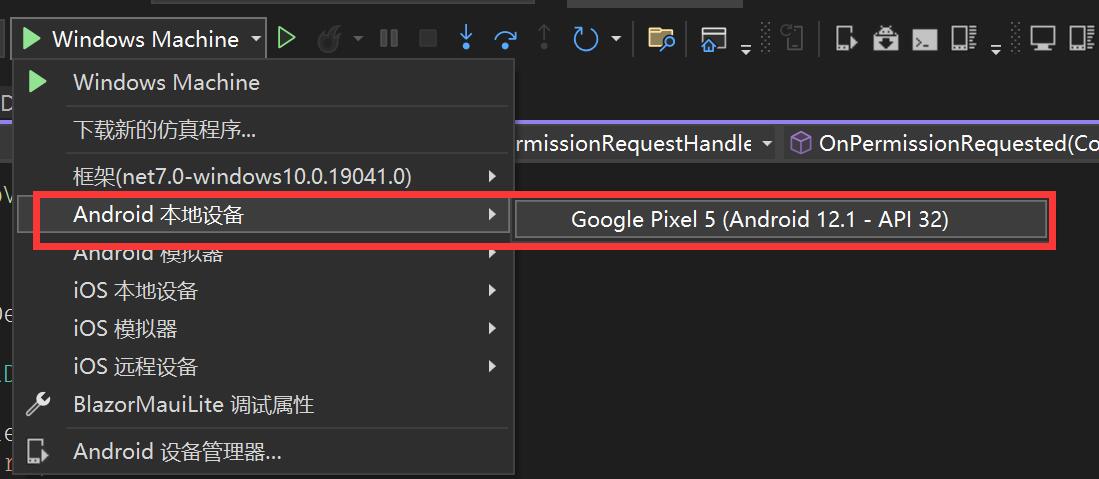 Windows Machine
Windows Machine
下载新的仿真程序...
rmissionRequestHandle
OnPermissionRequested(Co
框架(net7.0-windows10.0.19041.0)
Android 本地设备
Google Pixel 5 (Android 12.1 - API 32)
Android 模拟器
iOS 本地设备
iOS 模拟器
iOS 远程设备
BlazorMauiLite 调试属性
Android 设备管理器...